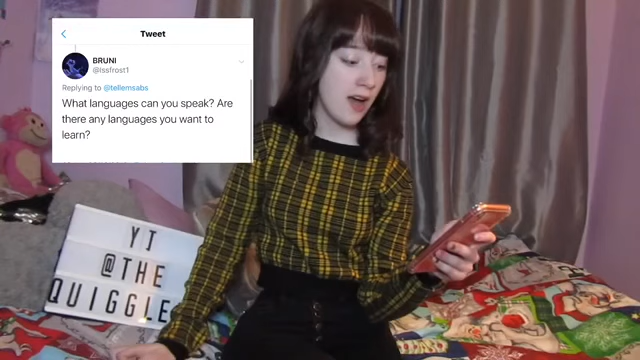 Tweet
BRUNI
@lssfrost1
Replying to @tellemsabs
What languages can you speak? Are
there any languages you want to
learn?
YT
@THE
QUIGGLE